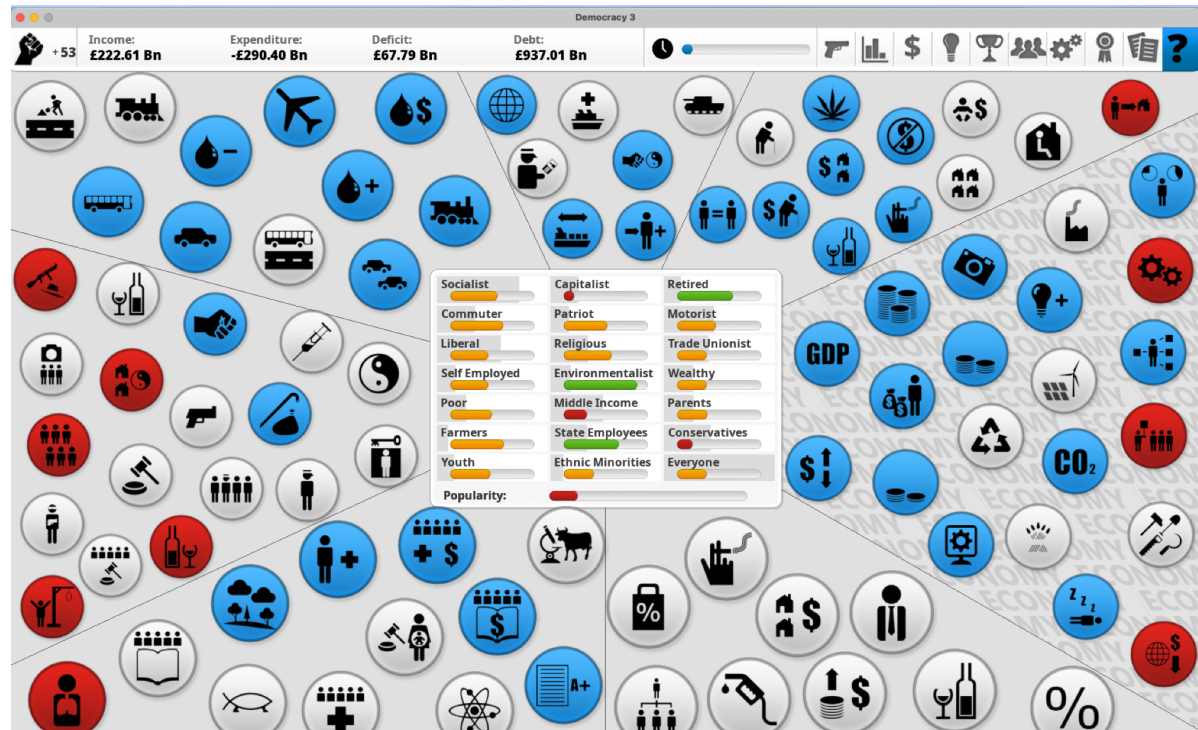 Democracy 3
+53
Income: Expenditure: Deficit: Debt:
£222.61 Bn -£290.40 Bn £67.79 Bn £937.01 Bn
$
?
Socialist Capitalist Retired
Commuter Patriot Motorist
Liberal Religious Trade Unionist
Self Employed Environmentalist Wealthy
Poor Middle Income Parents
Farmers State Employees Conservatives
Youth Ethnic Minorities Everyone
Popularity:
GDP
CO₂
ECONOMY
$
+
-
%
A+
Z Z Z